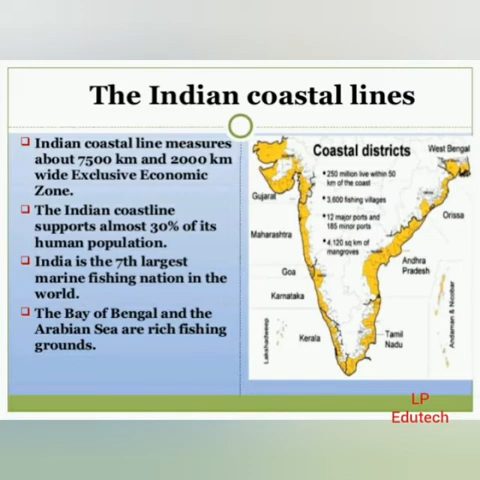 The Indian coastal lines
Indian coastal line measures
about 7500 km and 2000 km
wide Exclusive Economic
Zone.
The Indian coastline
supports almost 30% of its
human population.
India is the 7th largest
marine fishing nation in the
world.
The Bay of Bengal and the
Arabian Sea are rich fishing
grounds.
Coastal districts
• 250 million live within 50
km of the coast
• 3,600 fishing villages
• 12 major ports and
185 minor ports
• 4,120 sq km of
mangroves
West Bengal
Gujarat
Orissa
Maharashtra
Andhra
Pradesh
Goa
Karnataka
Kerala
Tamil
Nadu
Lakshadweep
Andaman & Nicobar
LP
Edutech